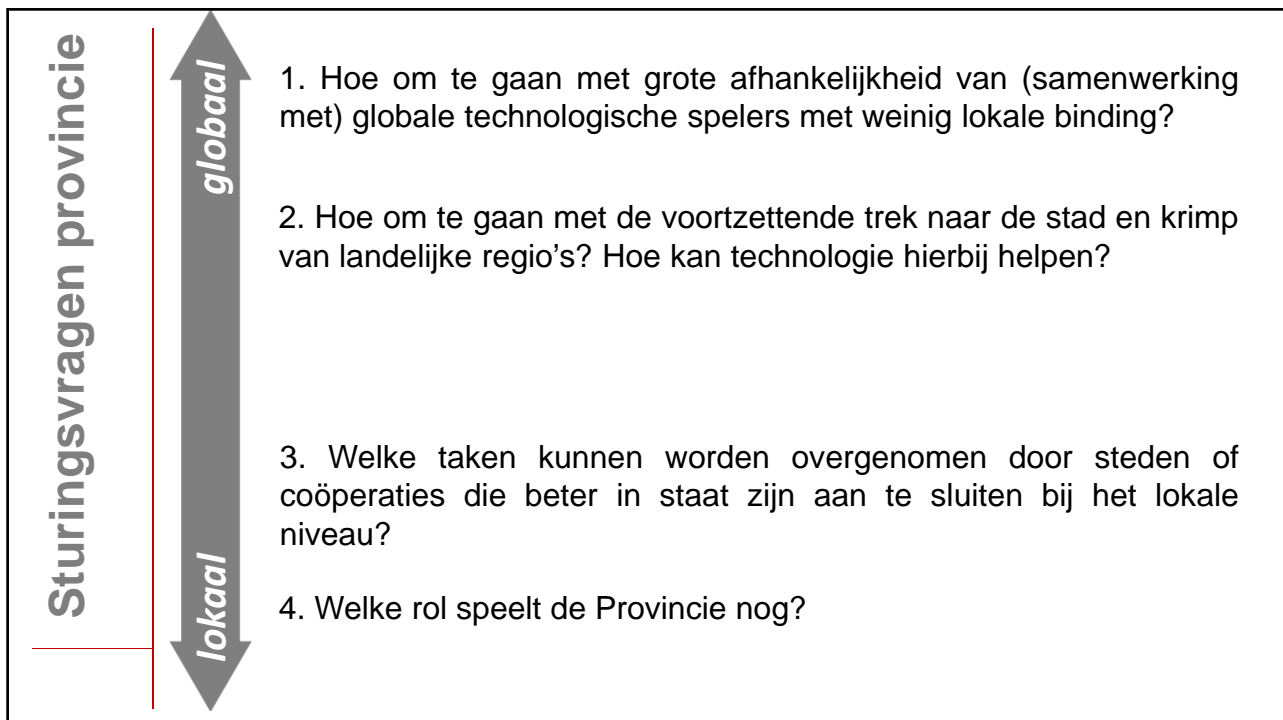 Sturingsvragen provincie
globaal
1. Hoe om te gaan met grote afhankelijkheid van (samenwerking
met) globale technologische spelers met weinig lokale binding?
2. Hoe om te gaan met de voortzettende trek naar de stad en krimp
van landelijke regio's? Hoe kan technologie hierbij helpen?
3. Welke taken kunnen worden overgenomen door steden of
coöperaties die beter in staat zijn aan te sluiten bij het lokale
niveau?
4. Welke rol speelt de Provincie nog?
lokaal